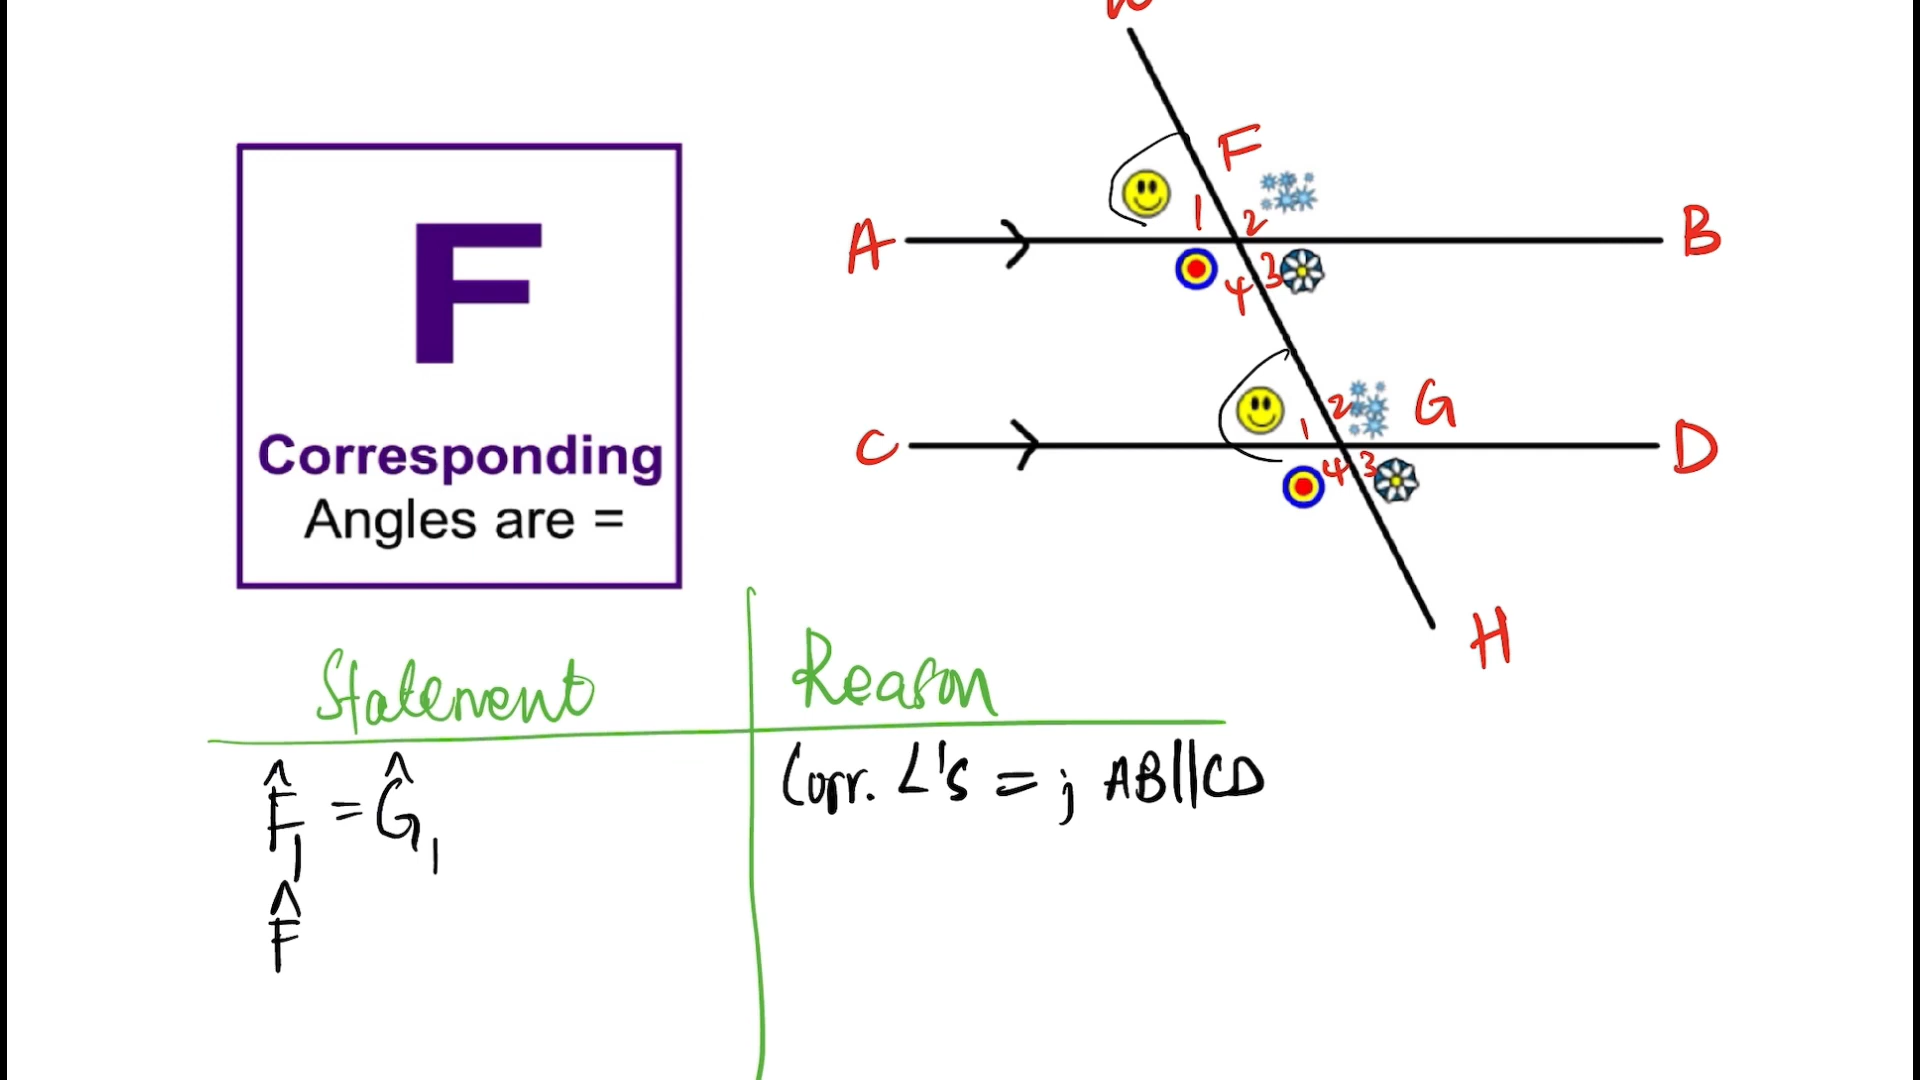 F
Corresponding
Angles are =
F
1
2
A
B
4
3
2
G
1
C
D
4
3
H
Statement
Reason
F̂₁ = Ĝ₁
Corr. ∠'s = ; AB||CD
F̂